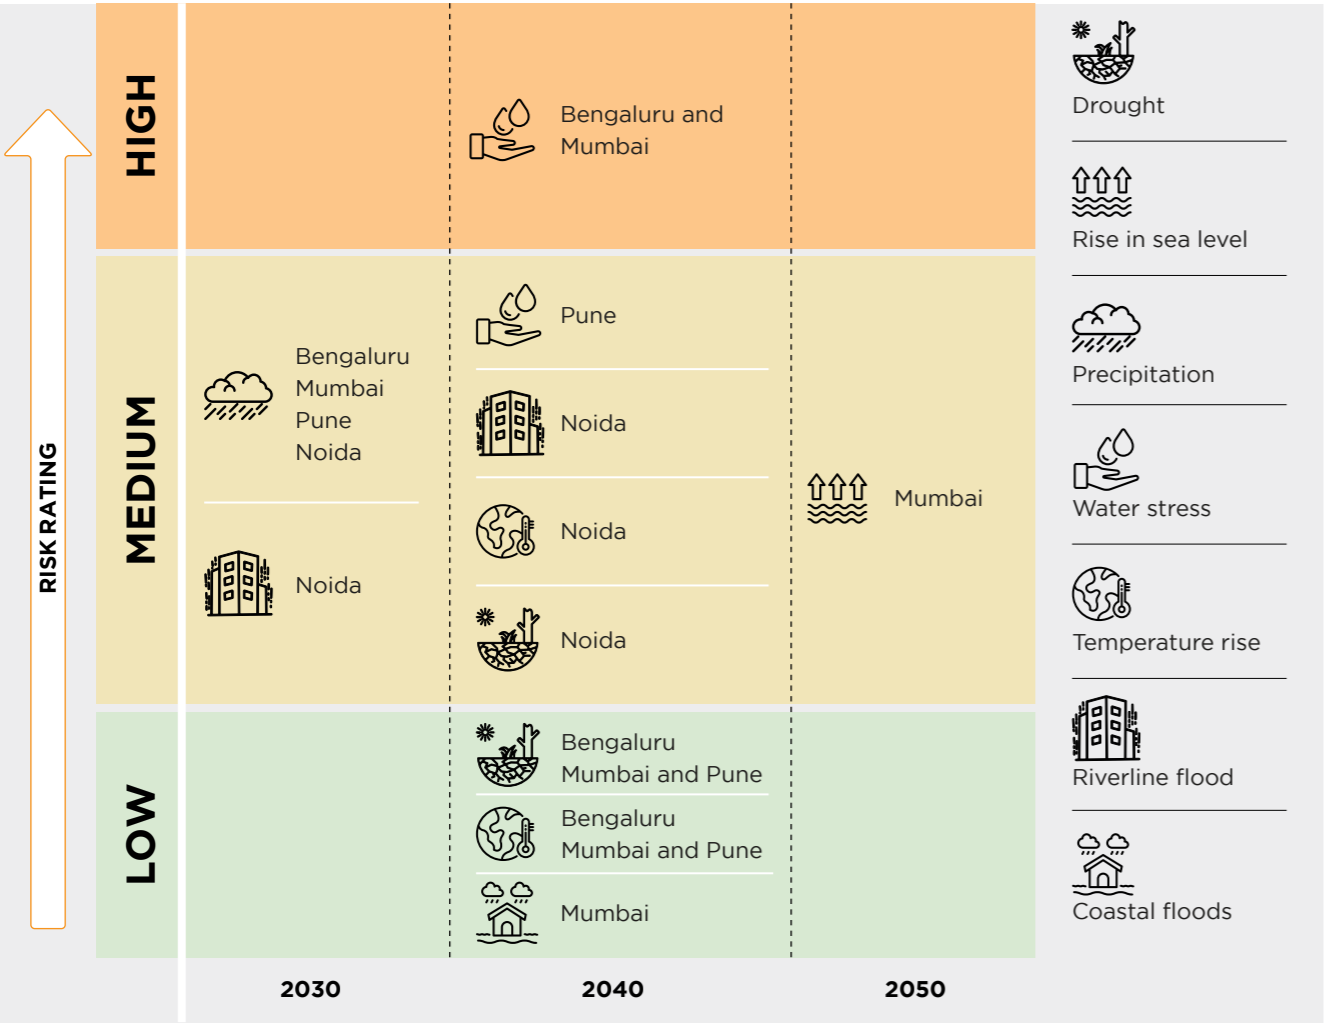 RISK RATING
HIGH
Bengaluru and
Mumbai
MEDIUM
Bengaluru
Mumbai
Pune
Noida
Noida
Pune
Noida
Noida
Noida
Mumbai
LOW
Bengaluru
Mumbai and Pune
Bengaluru
Mumbai and Pune
Mumbai
2030
2040
2050
Drought
Rise in sea level
Precipitation
Water stress
Temperature rise
Riverline flood
Coastal floods